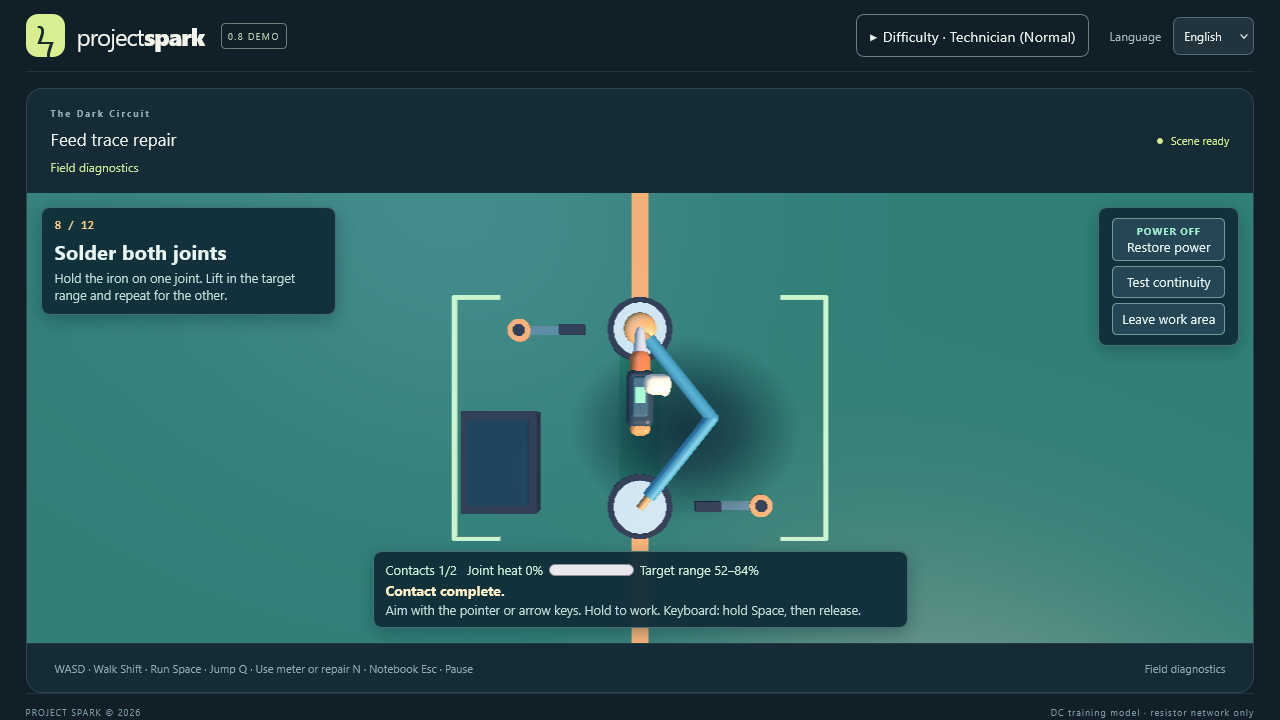 projectspark
0.8 DEMO
▸ Difficulty · Technician (Normal)
Language
English
The Dark Circuit
Feed trace repair
Field diagnostics
Scene ready
8 / 12
Solder both joints
Hold the iron on one joint. Lift in the target
range and repeat for the other.
POWER OFF
Restore power
Test continuity
Leave work area
Contacts 1/2 Joint heat 0% Target range 52–84%
Contact complete.
Aim with the pointer or arrow keys. Hold to work. Keyboard: hold Space, then release.
WASD · Walk Shift · Run Space · Jump Q · Use meter or repair N · Notebook Esc · Pause
Field diagnostics
PROJECT SPARK © 2026
DC training model · resistor network only